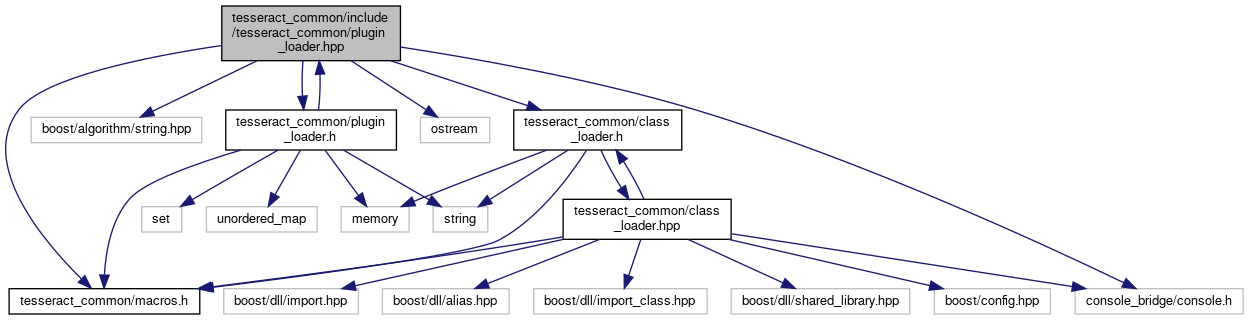 tesseract_common/include
/tesseract_common/plugin
_loader.hpp
boost/algorithm/string.hpp
tesseract_common/plugin
_loader.h
ostream
tesseract_common/class
_loader.h
set
unordered_map
memory
string
tesseract_common/class
_loader.hpp
tesseract_common/macros.h
boost/dll/import.hpp
boost/dll/alias.hpp
boost/dll/import_class.hpp
boost/dll/shared_library.hpp
boost/config.hpp
console_bridge/console.h